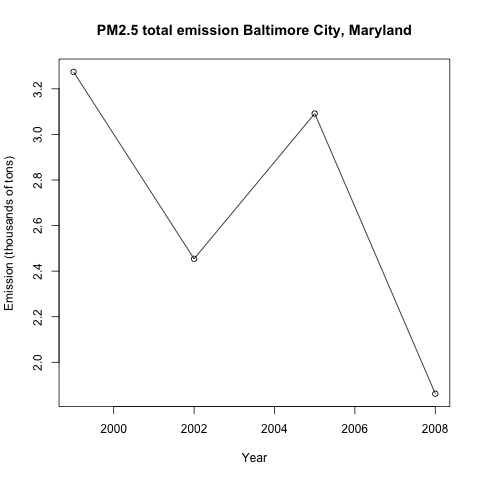 PM2.5 total emission Baltimore City, Maryland
Emission (thousands of tons)
3.2
3.0
2.8
2.6
2.4
2.2
2.0
2000 2002 2004 2006 2008
Year